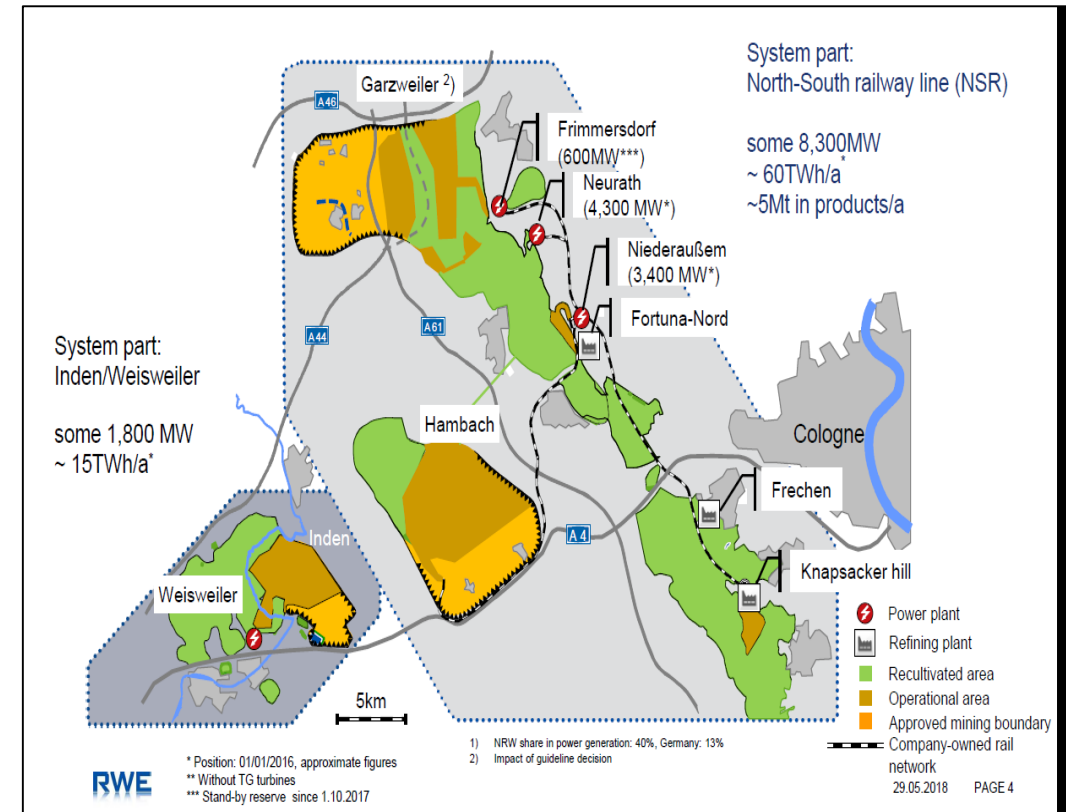 System part:
North-South railway line (NSR)
some 8,300MW
~ 60TWh/a*
~5Mt in products/a
Garzweiler ²)
A46
Frimmersdorf
(600MW***)
Neurath
(4,300 MW*)
Niederaußem
(3,400 MW*)
Fortuna-Nord
A61
A44
System part:
Inden/Weisweiler
some 1,800 MW
~ 15TWh/a*
Hambach
Cologne
Frechen
A 4
Inden
Knapsacker hill
Weisweiler
Power plant
Refining plant
Recultivated area
Operational area
Approved mining boundary
Company-owned rail
network
5km
* Position: 01/01/2016, approximate figures
** Without TG turbines
*** Stand-by reserve since 1.10.2017
1) NRW share in power generation: 40%, Germany: 13%
2) Impact of guideline decision
RWE
29.05.2018 PAGE 4